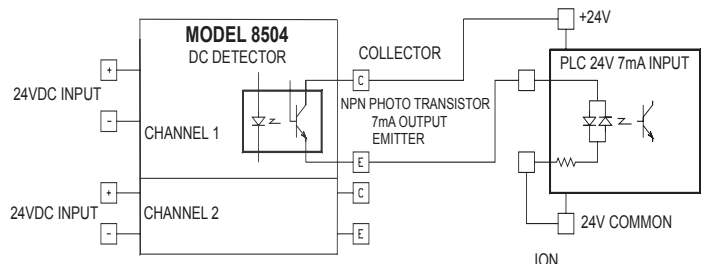 MODEL 8504
DC DETECTOR
+24V
COLLECTOR
PLC 24V 7mA INPUT
+
C
24VDC INPUT
NPN PHOTO TRANSISTOR
7mA OUTPUT
EMITTER
-
CHANNEL 1
E
+
C
24VDC INPUT
CHANNEL 2
24V COMMON
-
E
ION